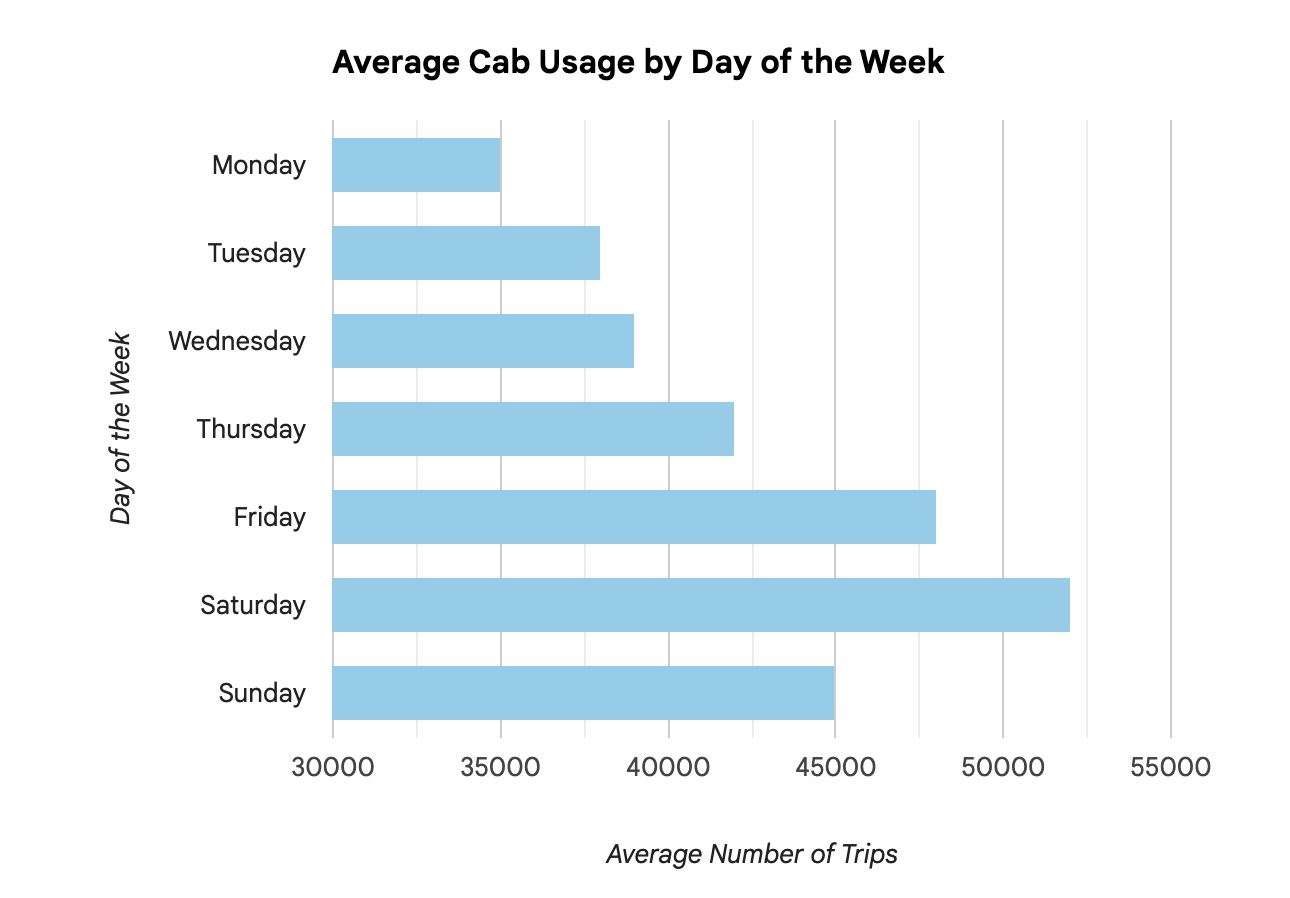 Average Cab Usage by Day of the Week
Monday
Tuesday
Wednesday
Thursday
Friday
Saturday
Sunday
Day of the Week
30000 35000 40000 45000 50000 55000
Average Number of Trips